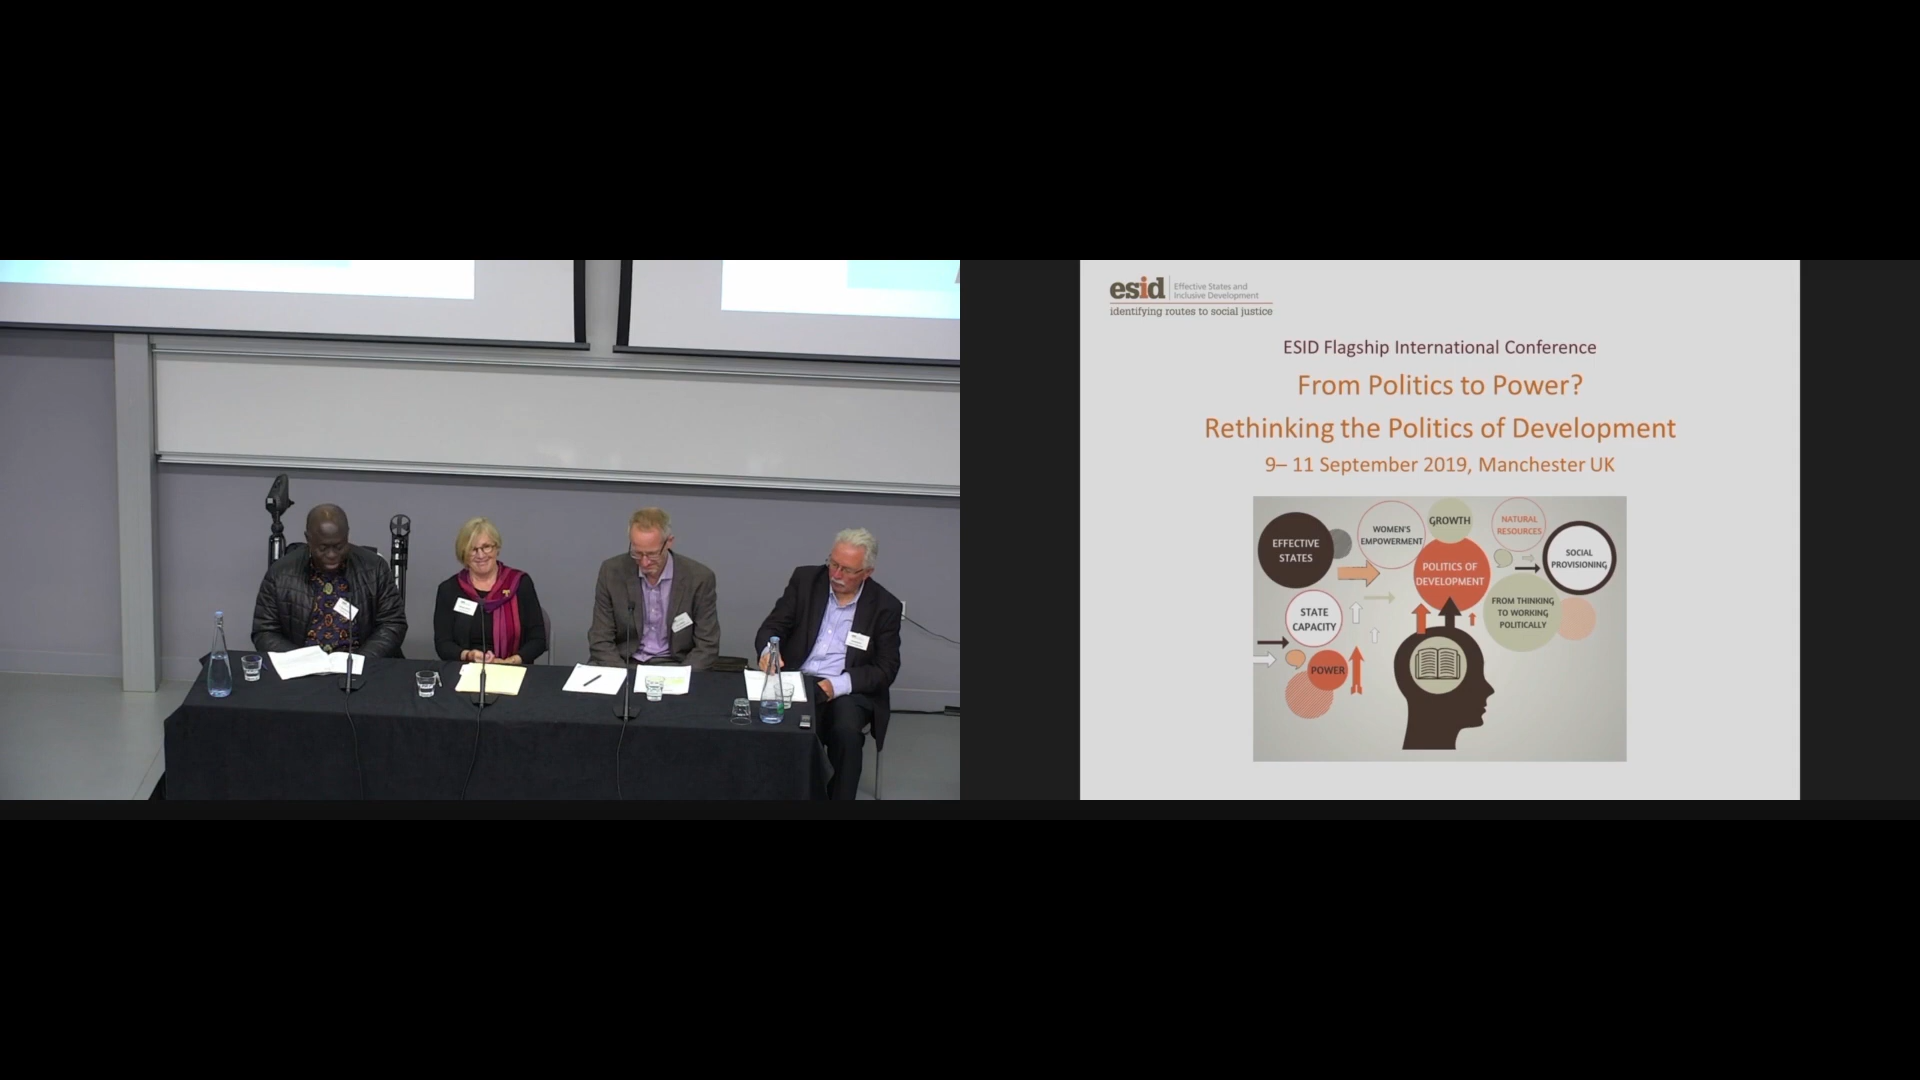 esid
Effective States and
Inclusive Development
identifying routes to social justice
ESID Flagship International Conference
From Politics to Power?
Rethinking the Politics of Development
9– 11 September 2019, Manchester UK
EFFECTIVE
STATES
WOMEN'S
EMPOWERMENT
GROWTH
NATURAL
RESOURCES
SOCIAL
PROVISIONING
POLITICS OF
DEVELOPMENT
FROM THINKING
TO WORKING
POLITICALLY
STATE
CAPACITY
POWER